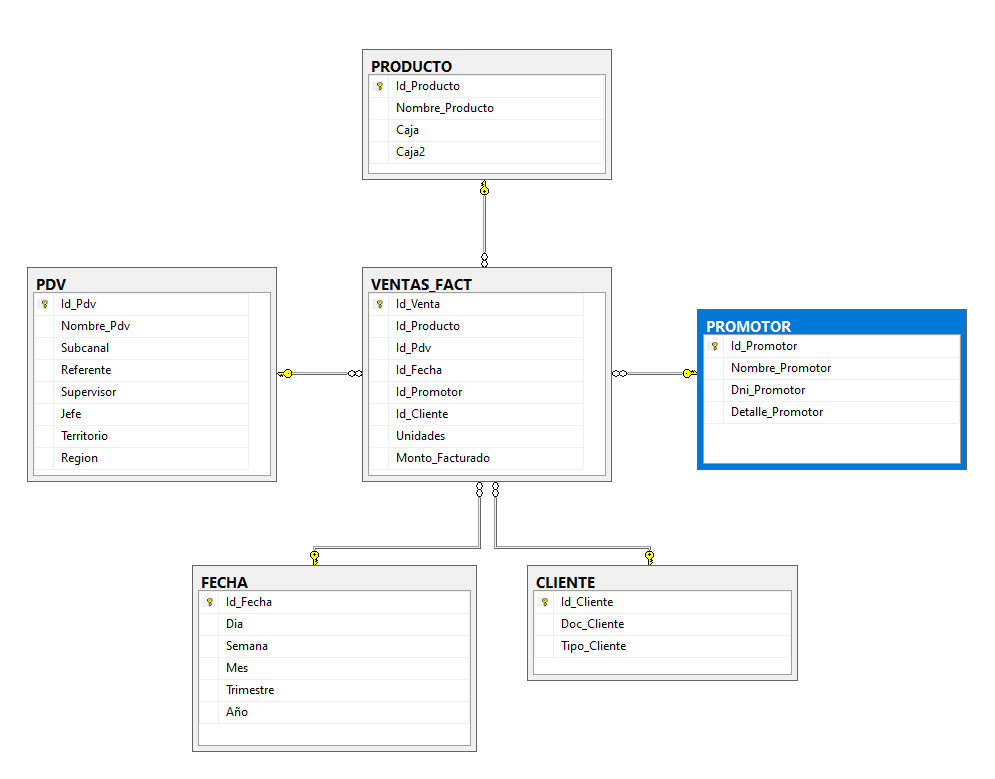 PRODUCTO
Id_Producto
Nombre_Producto
Caja
Caja2
PDV
Id_Pdv
Nombre_Pdv
Subcanal
Referente
Supervisor
Jefe
Territorio
Region
VENTAS_FACT
Id_Venta
Id_Producto
Id_Pdv
Id_Fecha
Id_Promotor
Id_Cliente
Unidades
Monto_Facturado
PROMOTOR
Id_Promotor
Nombre_Promotor
Dni_Promotor
Detalle_Promotor
FECHA
Id_Fecha
Dia
Semana
Mes
Trimestre
Año
CLIENTE
Id_Cliente
Doc_Cliente
Tipo_Cliente